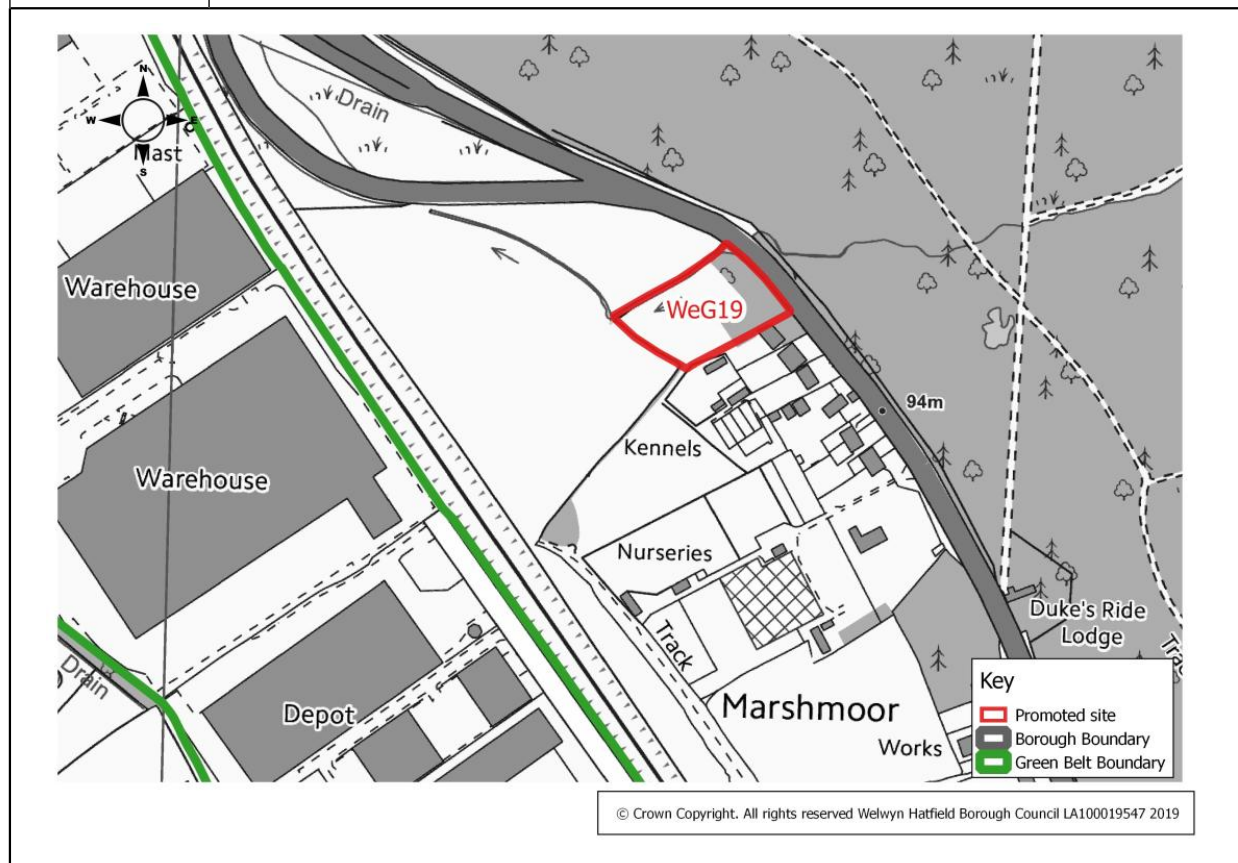 N
W E
S
Mast
Drain
Warehouse
WeG19
94m
Kennels
Warehouse
Nurseries
Duke's Ride
Lodge
Track
Drain
Depot
Marshmoor
Works
Key
Promoted site
Borough Boundary
Green Belt Boundary
© Crown Copyright. All rights reserved Welwyn Hatfield Borough Council LA100019547 2019